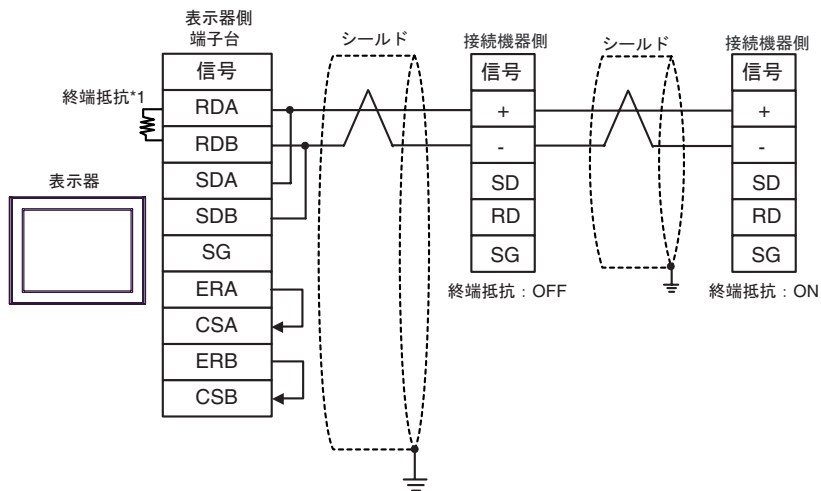 表示器側
端子台
信号
RDA
RDB
SDA
SDB
SG
ERA
CSA
ERB
CSB
終端抵抗*1
表示器
シールド
接続機器側
信号
+
-
SD
RD
SG
終端抵抗：OFF
シールド
接続機器側
信号
+
-
SD
RD
SG
終端抵抗：ON